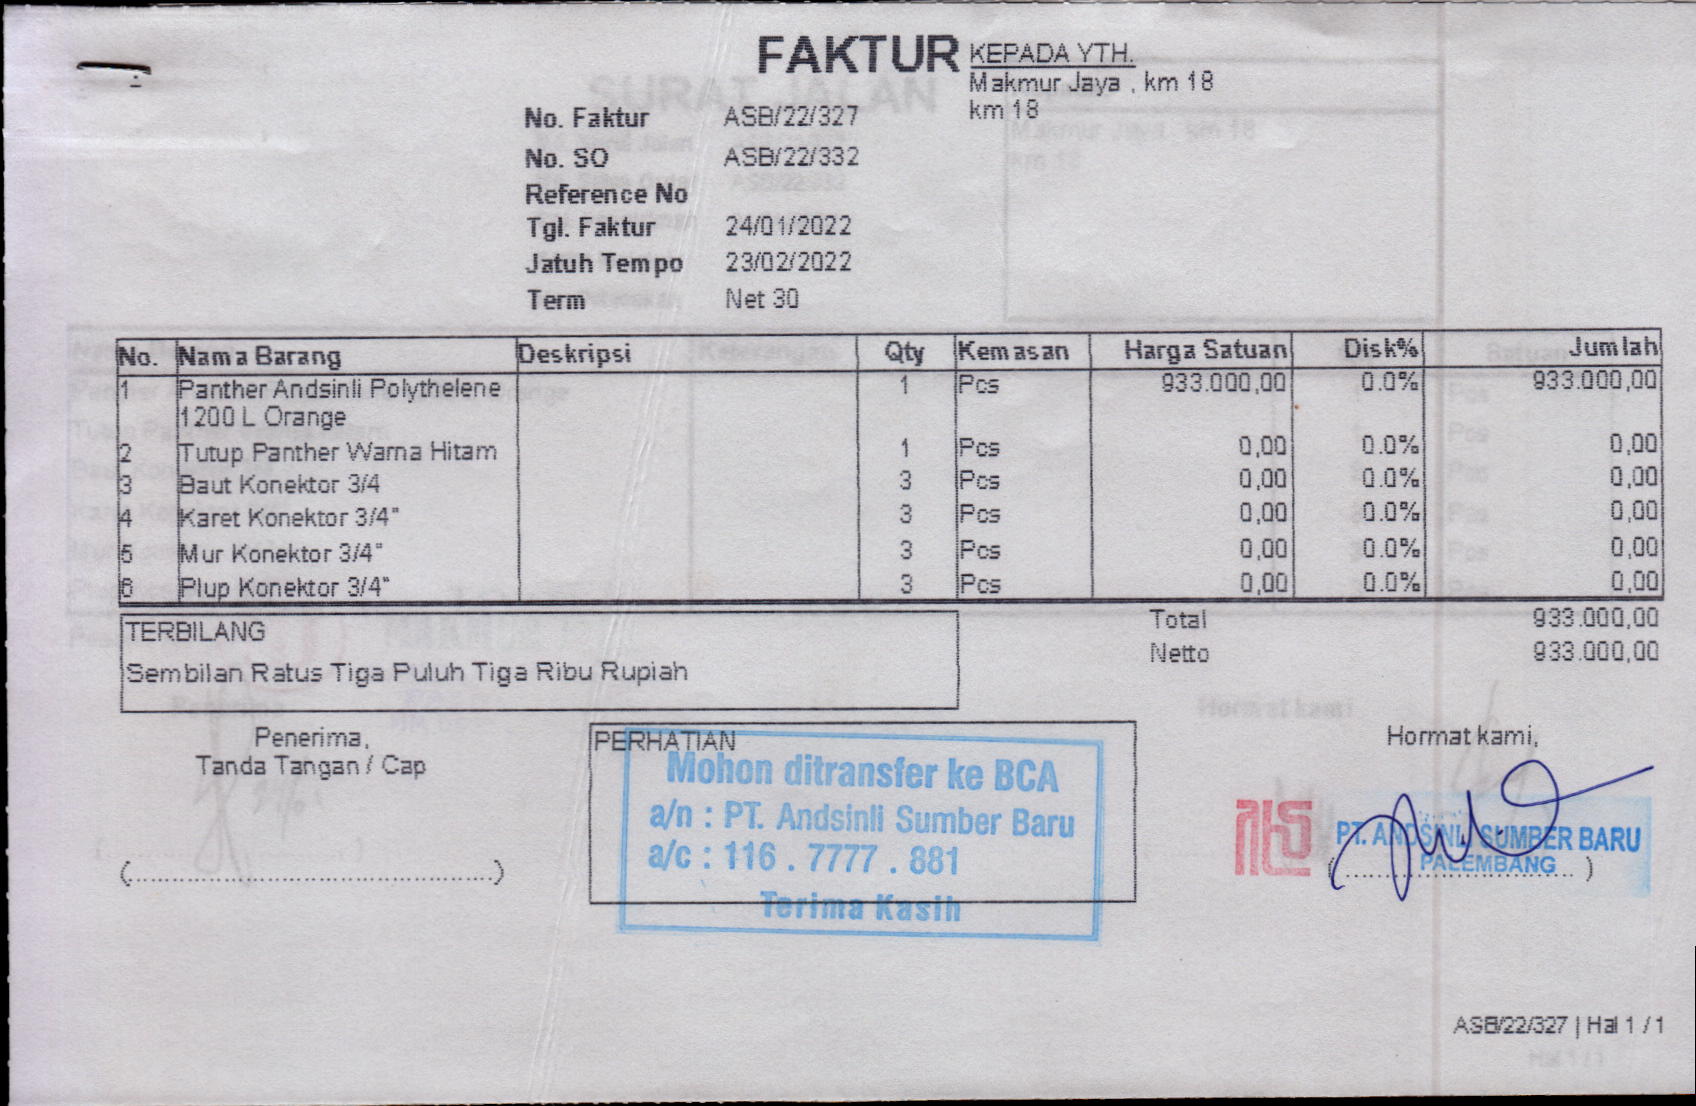 FAKTUR
KEPADA YTH.
Makmur Jaya , km 18
km 18
No. Faktur ASB/22/327
No. SO ASB/22/332
Reference No
Tgl. Faktur 24/01/2022
Jatuh Tempo 23/02/2022
Term Net 30
No. Nama Barang Deskripsi Qty Kemasan Harga Satuan Disk% Jumlah
1 Panther Andsinli Polythelene 1 Pcs 933.000,00 0.0% 933.000,00
1200 L Orange
2 Tutup Panther Warna Hitam 1 Pcs 0,00 0.0% 0,00
3 Baut Konektor 3/4 3 Pcs 0,00 0.0% 0,00
4 Karet Konektor 3/4" 3 Pcs 0,00 0.0% 0,00
5 Mur Konektor 3/4" 3 Pcs 0,00 0.0% 0,00
6 Plup Konektor 3/4" 3 Pcs 0,00 0.0% 0,00
Total 933.000,00
Netto 933.000,00
TERBILANG
Sembilan Ratus Tiga Puluh Tiga Ribu Rupiah
Penerima,
Tanda Tangan / Cap
(..........................................)
PERHATIAN
Mohon ditransfer ke BCA
a/n : PT. Andsinli Sumber Baru
a/c : 116 . 7777 . 881
Terima Kasih
Hormat kami,
PT. ANDSINLI SUMBER BARU
PALEMBANG
(..........................)
ASB/22/327 | Hal 1 / 1